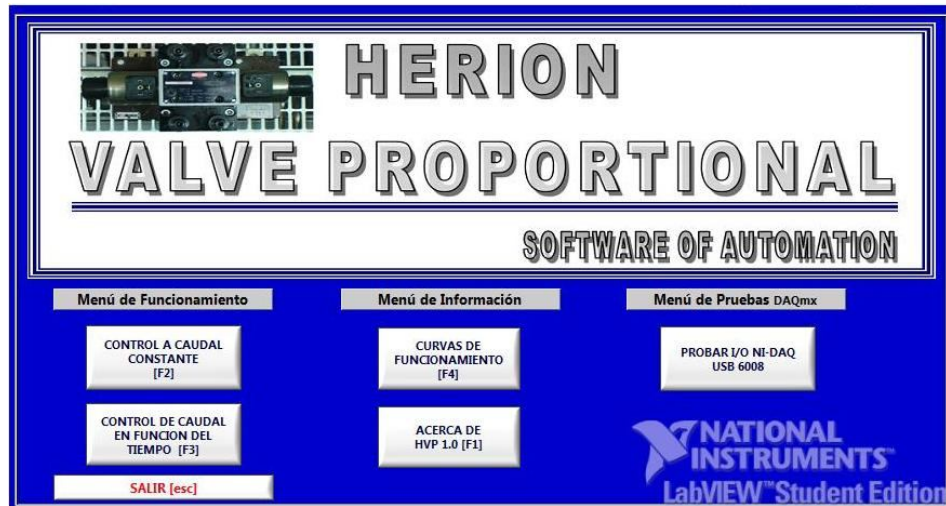 HERION
VALVE PROPORTIONAL
SOFTWARE OF AUTOMATION
Menú de Funcionamiento
CONTROL A CAUDAL
CONSTANTE
[F2]
CONTROL DE CAUDAL
EN FUNCION DEL
TIEMPO [F3]
SALIR [esc]
Menú de Información
CURVAS DE
FUNCIONAMIENTO
[F4]
ACERCA DE
HVP 1.0 [F1]
Menú de Pruebas DAQmx
PROBAR I/O NI-DAQ
USB 6008
NATIONAL
INSTRUMENTS
LabVIEW™ Student Edition